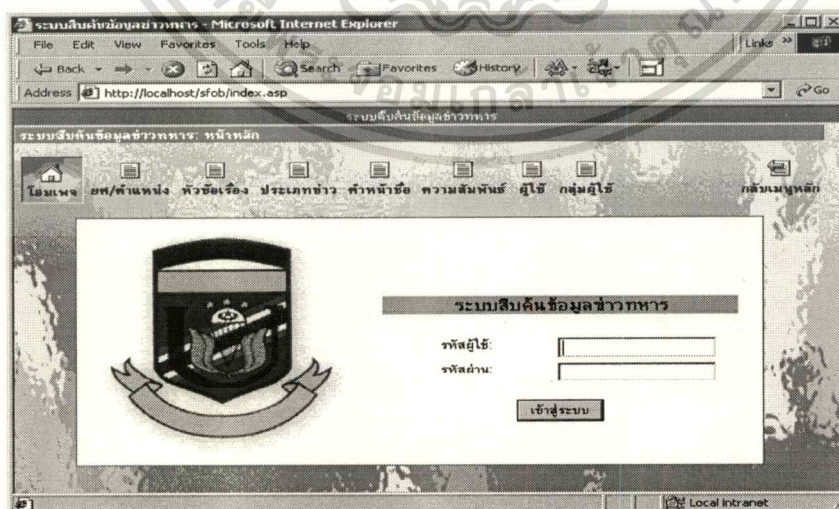 ระบบสืบค้นข้อมูลข่าวทหาร - Microsoft Internet Explorer
File Edit View Favorites Tools Help Links »
Back Search Favorites History
Address http://localhost/sfob/index.asp Go
ระบบสืบค้นข้อมูลข่าวทหาร
ระบบสืบค้นข้อมูลข่าวทหาร: หน้าหลัก
โฮมเพจ ยศ/ตำแหน่ง หัวข้อเรื่อง ประเภทข่าว คำหน้าชื่อ ความสัมพันธ์ ผู้ใช้ กลุ่มผู้ใช้ กลับเมนูหลัก
ระบบสืบค้นข้อมูลข่าวทหาร
รหัสผู้ใช้:
รหัสผ่าน:
เข้าสู่ระบบ
Local intranet